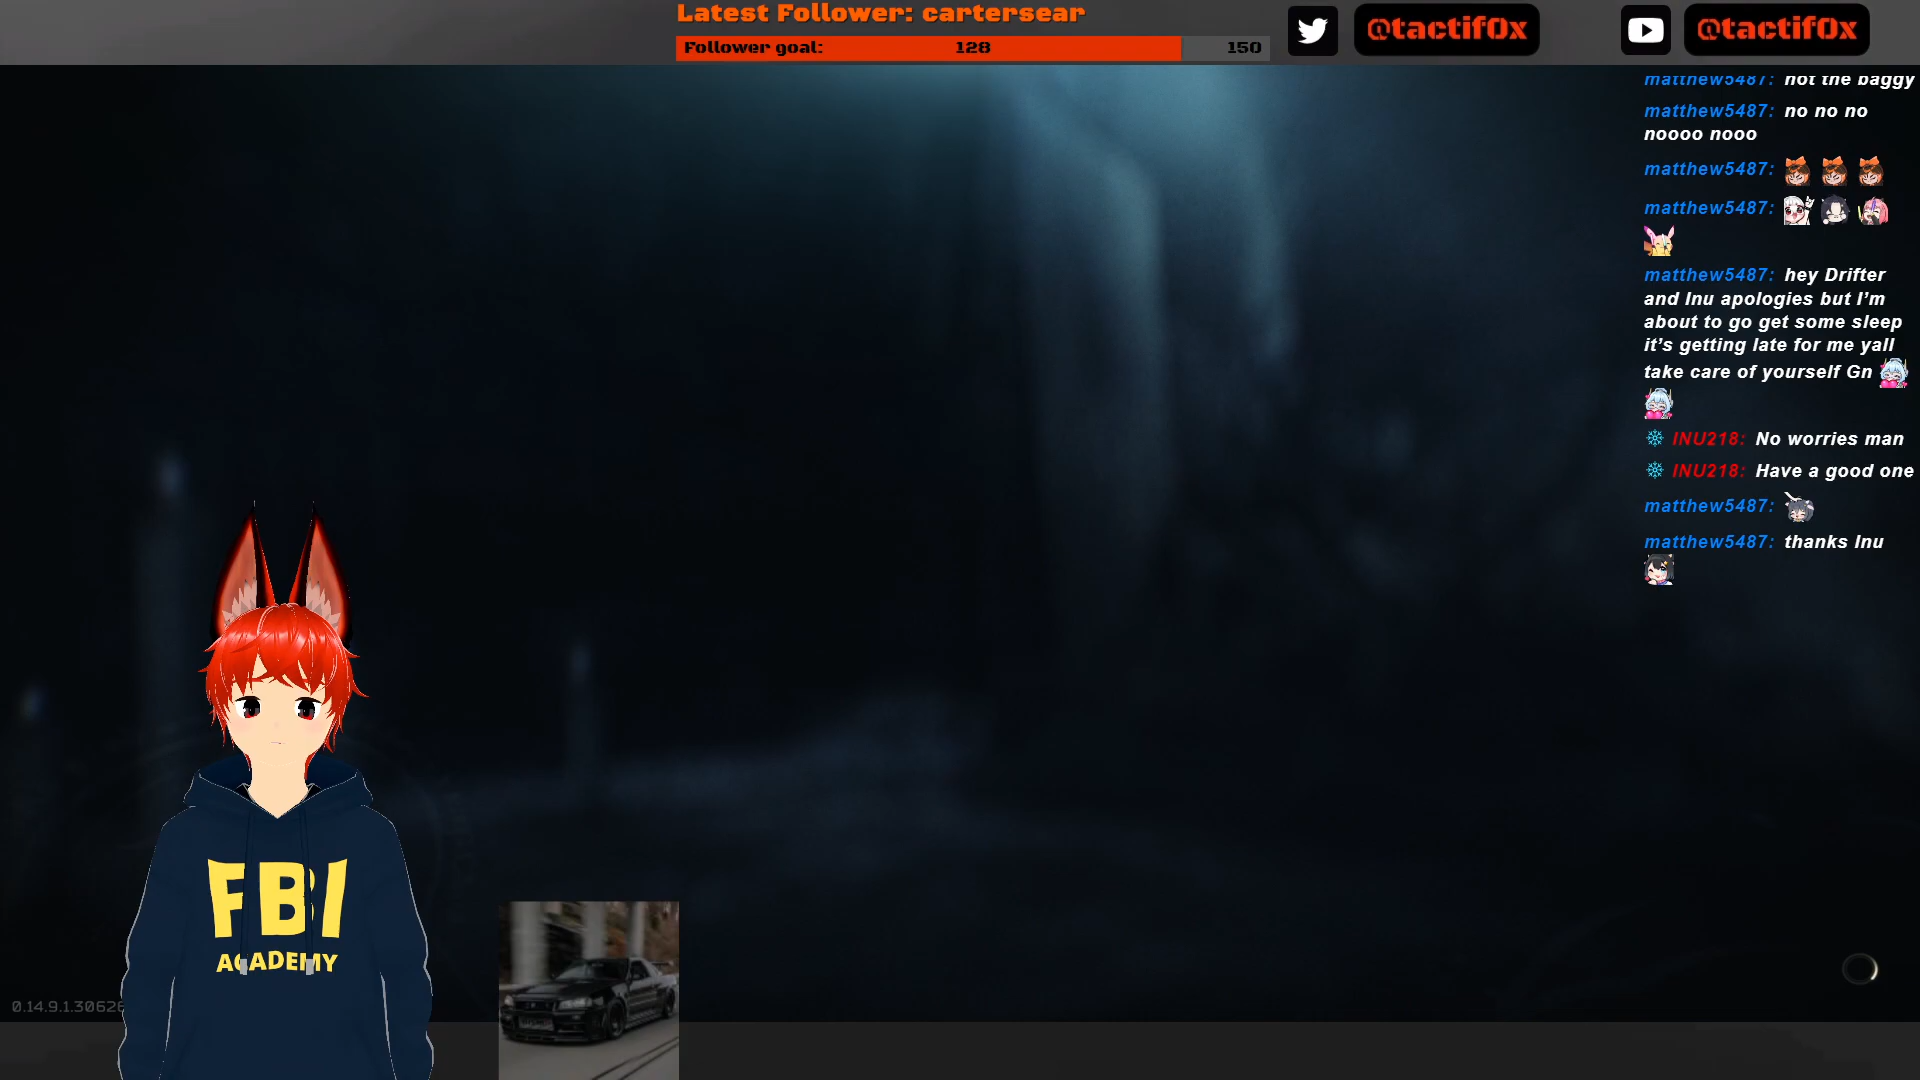 Latest Follower: cartersear
Follower goal: 128 150
@tactif0x
@tactif0x
matthew5487: not the baggy
matthew5487: no no no
noooo nooo
matthew5487:
matthew5487:
matthew5487: hey Drifter
and Inu apologies but I'm
about to go get some sleep
it's getting late for me yall
take care of yourself Gn
INU218: No worries man
INU218: Have a good one
matthew5487:
matthew5487: thanks Inu
FBI
ACADEMY
0.14.9.1.30626